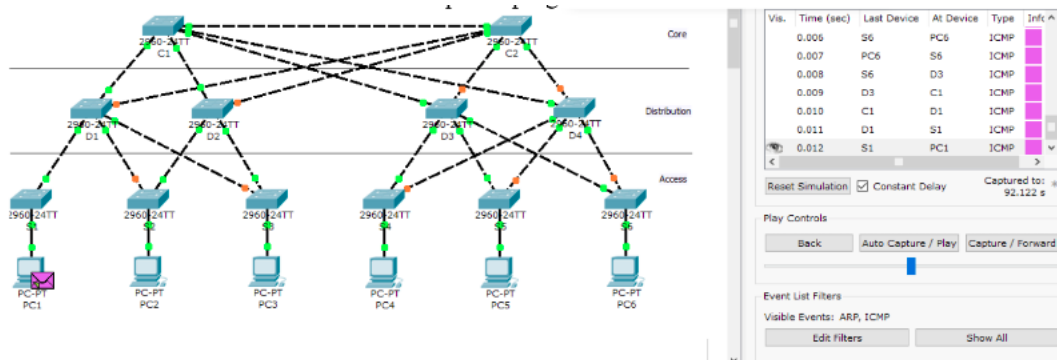 2960-24TT
C1
2960-24TT
C2
Core
2960-24TT
D1
2960-24TT
D2
2960-24TT
D3
2960-24TT
D4
Distribution
Access
2960-24TT
S1
2960-24TT
S2
2960-24TT
S3
2960-24TT
S4
2960-24TT
S5
2960-24TT
S6
PC-PT
PC1
PC-PT
PC2
PC-PT
PC3
PC-PT
PC4
PC-PT
PC5
PC-PT
PC6
Vis. Time (sec) Last Device At Device Type Info
0.006 S6 PC6 ICMP
0.007 PC6 S6 ICMP
0.008 S6 D3 ICMP
0.009 D3 C1 ICMP
0.010 C1 D1 ICMP
0.011 D1 S1 ICMP
0.012 S1 PC1 ICMP
Reset Simulation Constant Delay Captured to:
92.122 s
Play Controls
Back Auto Capture / Play Capture / Forward
Event List Filters
Visible Events: ARP, ICMP
Edit Filters Show All